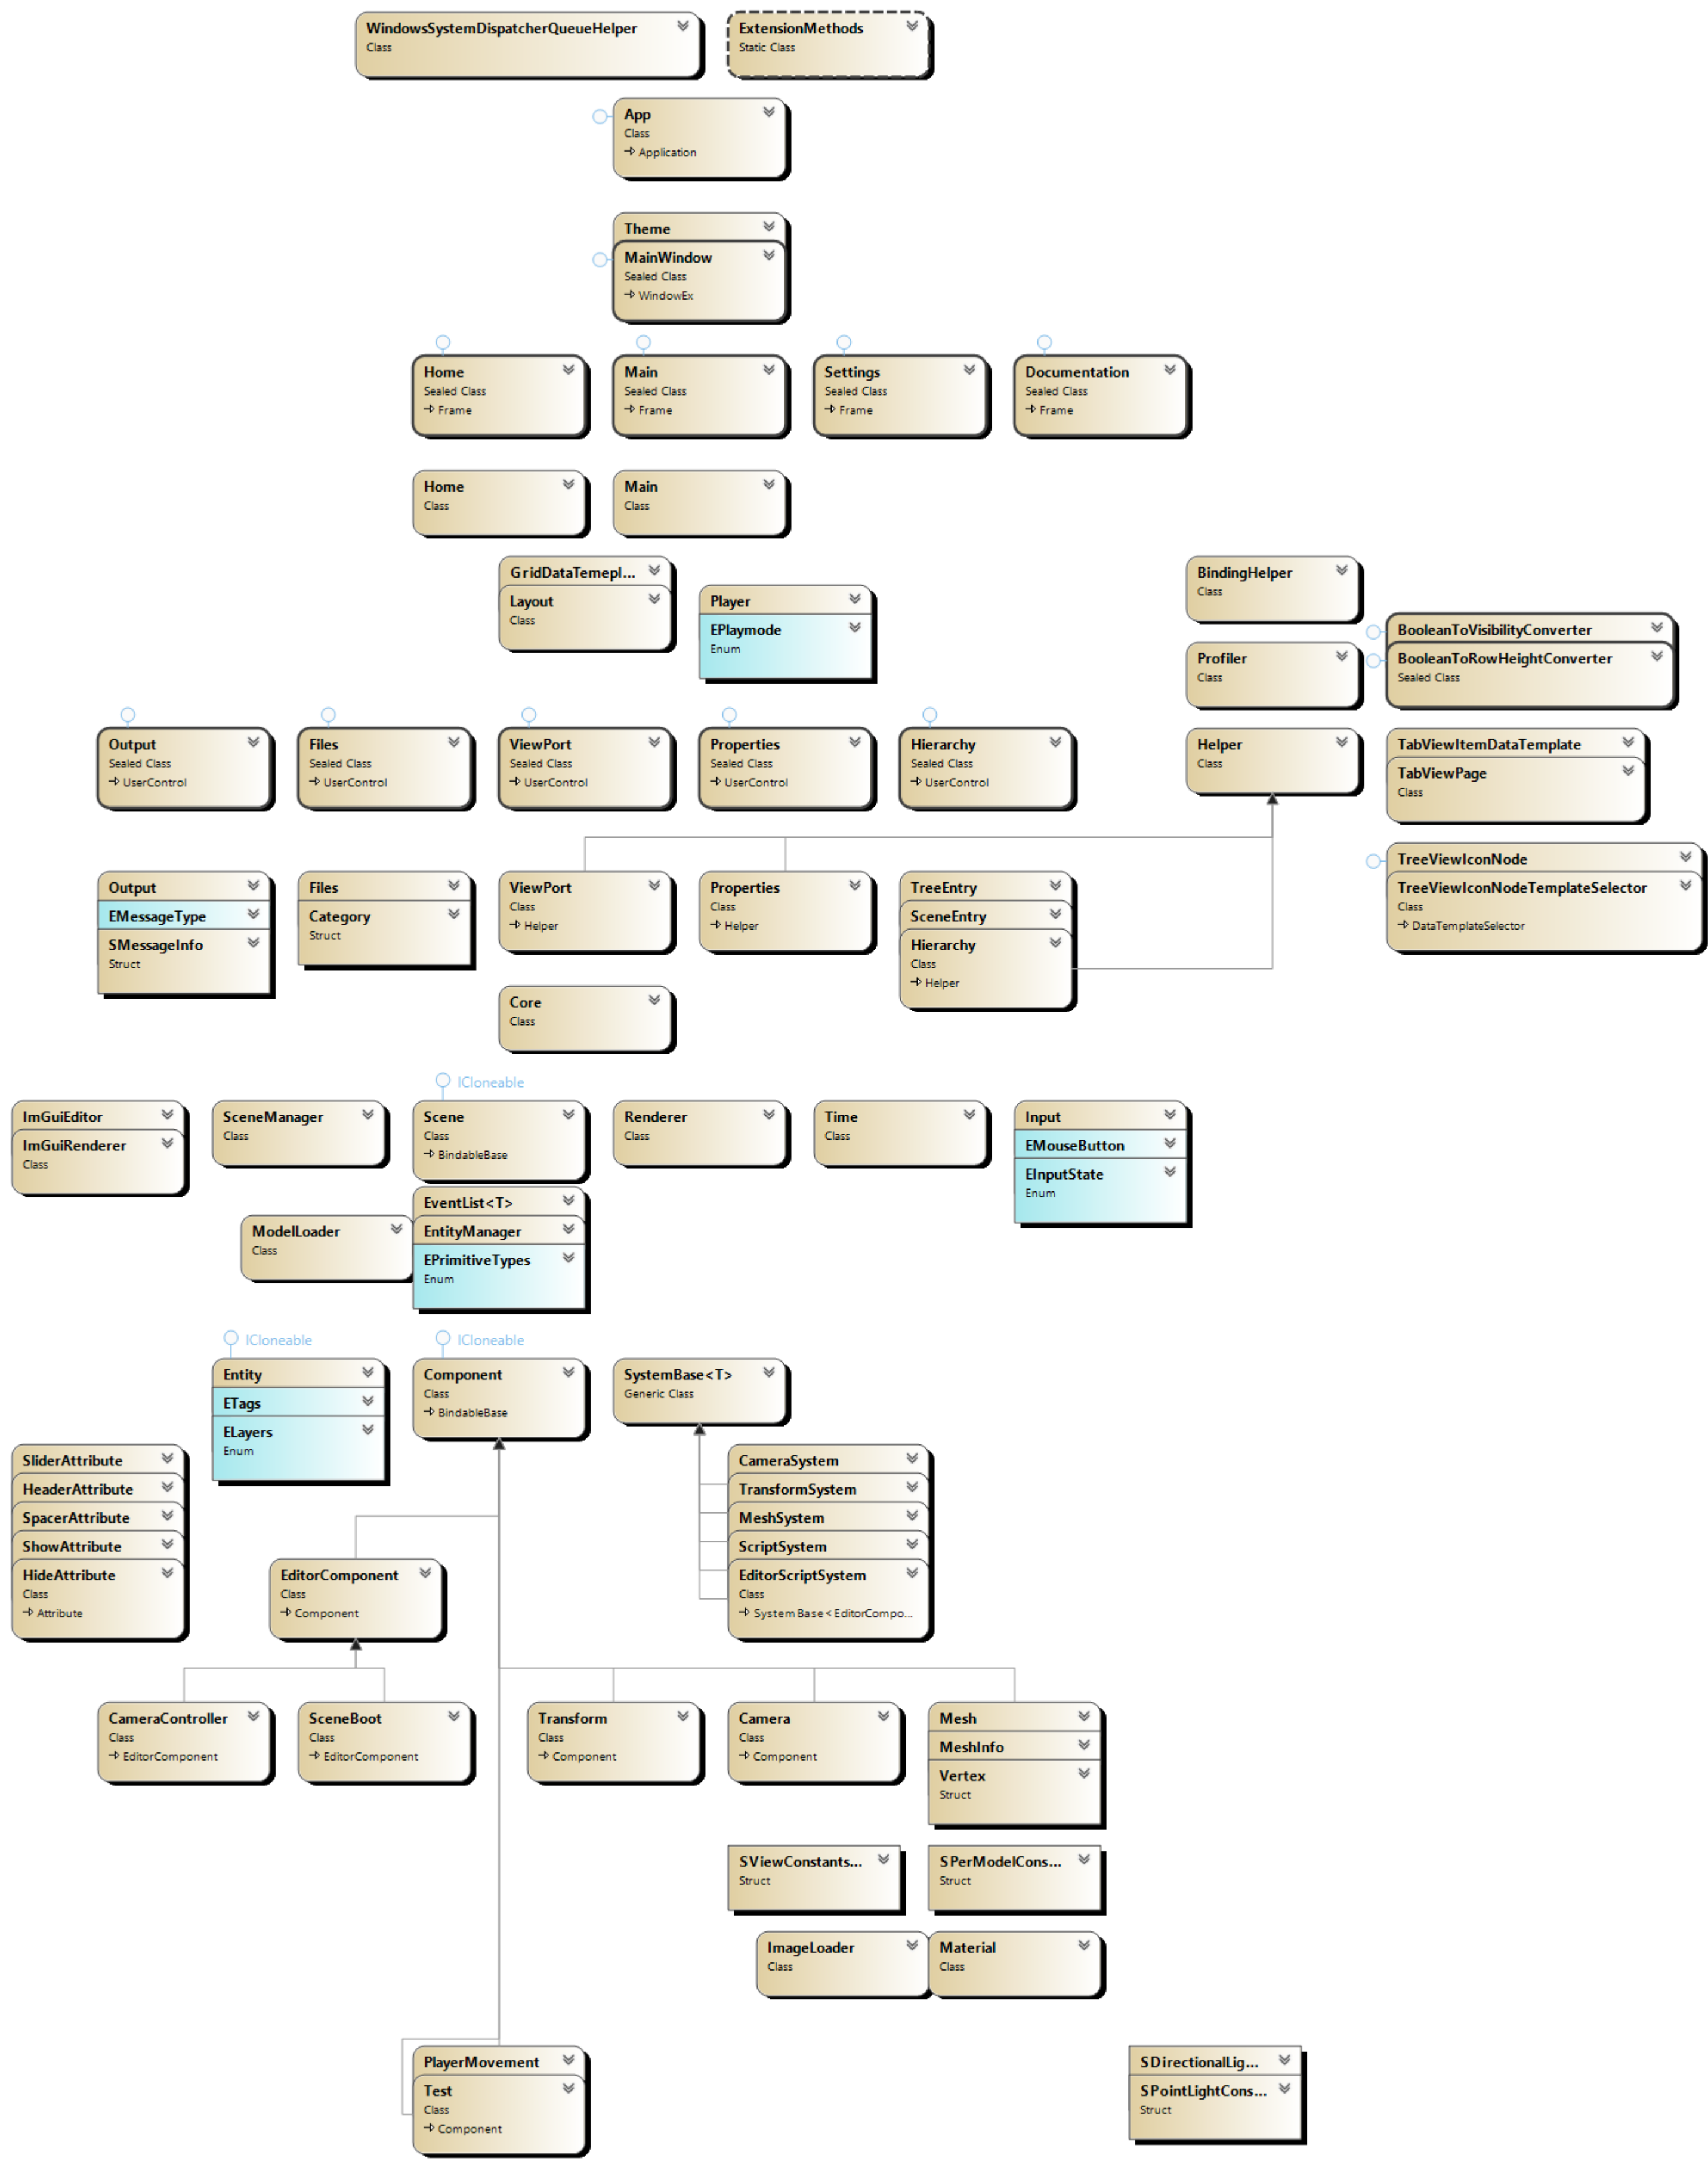 WindowsSystemDispatcherQueueHelper
Class
ExtensionMethods
Static Class
App
Class
Application
Theme
MainWindow
Sealed Class
WindowEx
Home
Sealed Class
Frame
Main
Sealed Class
Frame
Settings
Sealed Class
Frame
Documentation
Sealed Class
Frame
Home
Class
Main
Class
GridDataTemepl...
Layout
Class
Player
EPlaymode
Enum
BindingHelper
Class
BooleanToVisibilityConverter
BooleanToRowHeightConverter
Sealed Class
Profiler
Class
Output
Sealed Class
UserControl
Files
Sealed Class
UserControl
ViewPort
Sealed Class
UserControl
Properties
Sealed Class
UserControl
Hierarchy
Sealed Class
UserControl
Helper
Class
TabViewItemDataTemplate
TabViewPage
Class
Output
EMessageType
SMessageInfo
Struct
Files
Category
Struct
ViewPort
Class
Helper
Properties
Class
Helper
TreeEntry
SceneEntry
Hierarchy
Class
Helper
TreeViewIconNode
TreeViewIconNodeTemplateSelector
Class
DataTemplateSelector
Core
Class
ICloneable
ImGuiEditor
ImGuiRenderer
Class
SceneManager
Class
Scene
Class
BindableBase
Renderer
Class
Time
Class
Input
EMouseButton
EInputState
Enum
ModelLoader
Class
EventList<T>
EntityManager
EPrimitiveTypes
Enum
ICloneable
ICloneable
Entity
ETags
ELayers
Enum
Component
Class
BindableBase
SystemBase<T>
Generic Class
SliderAttribute
HeaderAttribute
SpacerAttribute
ShowAttribute
HideAttribute
Class
Attribute
CameraSystem
TransformSystem
MeshSystem
ScriptSystem
EditorScriptSystem
Class
SystemBase<EditorCompo...
EditorComponent
Class
Component
CameraController
Class
EditorComponent
SceneBoot
Class
EditorComponent
Transform
Class
Component
Camera
Class
Component
Mesh
MeshInfo
Vertex
Struct
SViewConstants...
Struct
SPerModelCons...
Struct
ImageLoader
Class
Material
Class
PlayerMovement
Test
Class
Component
SDirectionalLig...
SPointLightCons...
Struct